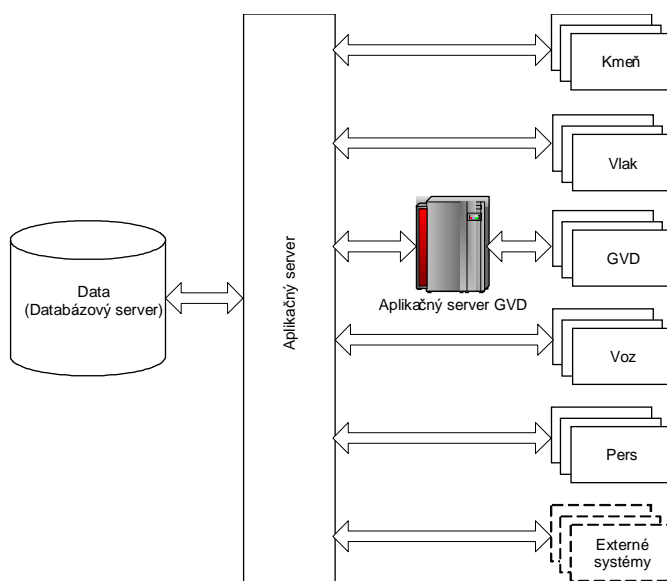 Kmeň
Vlak
GVD
Aplikačný server GVD
Data
(Databázový server)
Aplikačný server
Voz
Pers
Externé
systémy